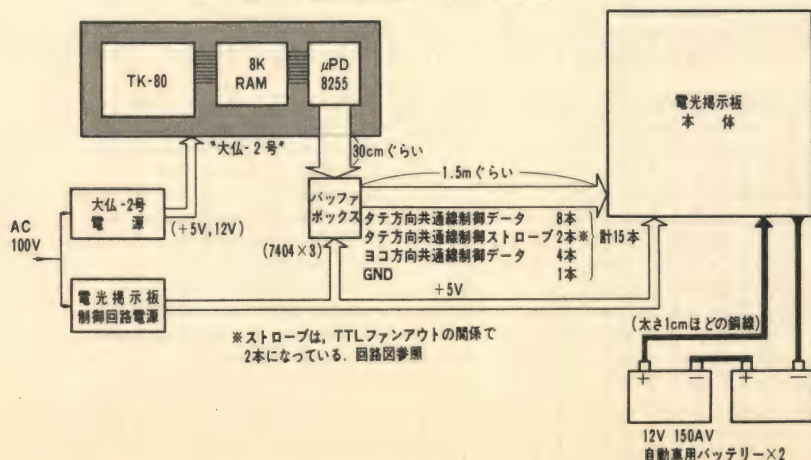 TK-80
8K
RAM
μPD
8255
"大仏-2号"
30cmぐらい
電光掲示板
本体
1.5mぐらい
大仏-2号
電源
(+5V,12V)
AC
100V
バッファ
ボックス
(7404×3)
タテ方向共通線制御データ 8本
タテ方向共通線制御ストローブ 2本※
ヨコ方向共通線制御データ 4本
GND 1本
計15本
+5V
電光掲示板
制御回路電源
※ストローブは,TTLファンアウトの関係で
2本になっている.回路図参照
(太さ1cmほどの銅線)
+ − + −
12V 150AV
自動車用バッテリー×2